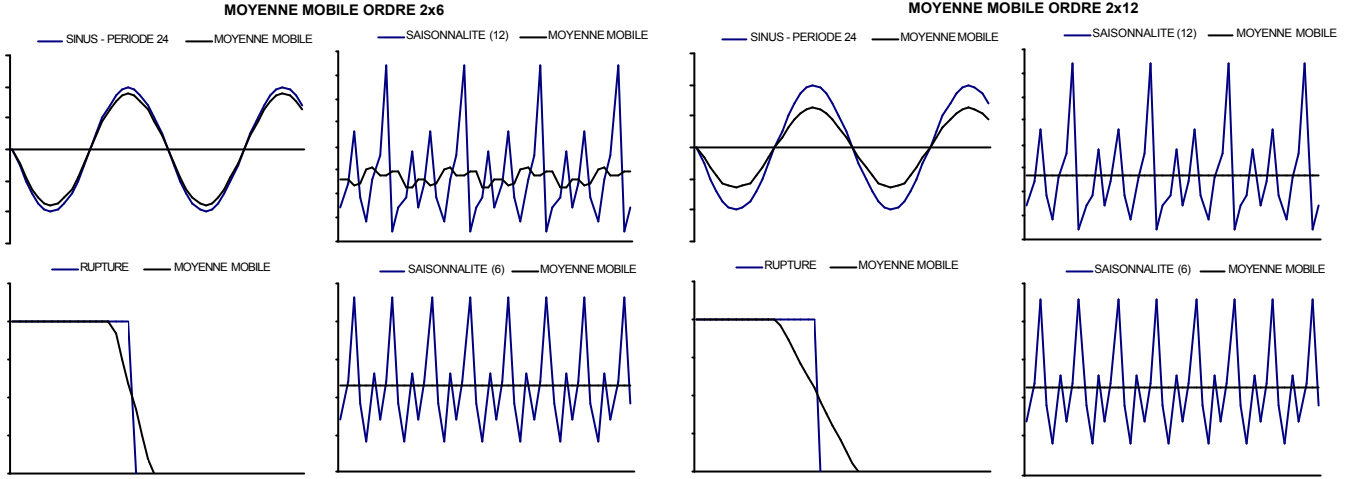 MOYENNE MOBILE ORDRE 2x6
SINUS - PERIODE 24 MOYENNE MOBILE
SAISONNALITE (12) MOYENNE MOBILE
RUPTURE MOYENNE MOBILE
SAISONNALITE (6) MOYENNE MOBILE
MOYENNE MOBILE ORDRE 2x12
SINUS - PERIODE 24 MOYENNE MOBILE
SAISONNALITE (12) MOYENNE MOBILE
RUPTURE MOYENNE MOBILE
SAISONNALITE (6) MOYENNE MOBILE